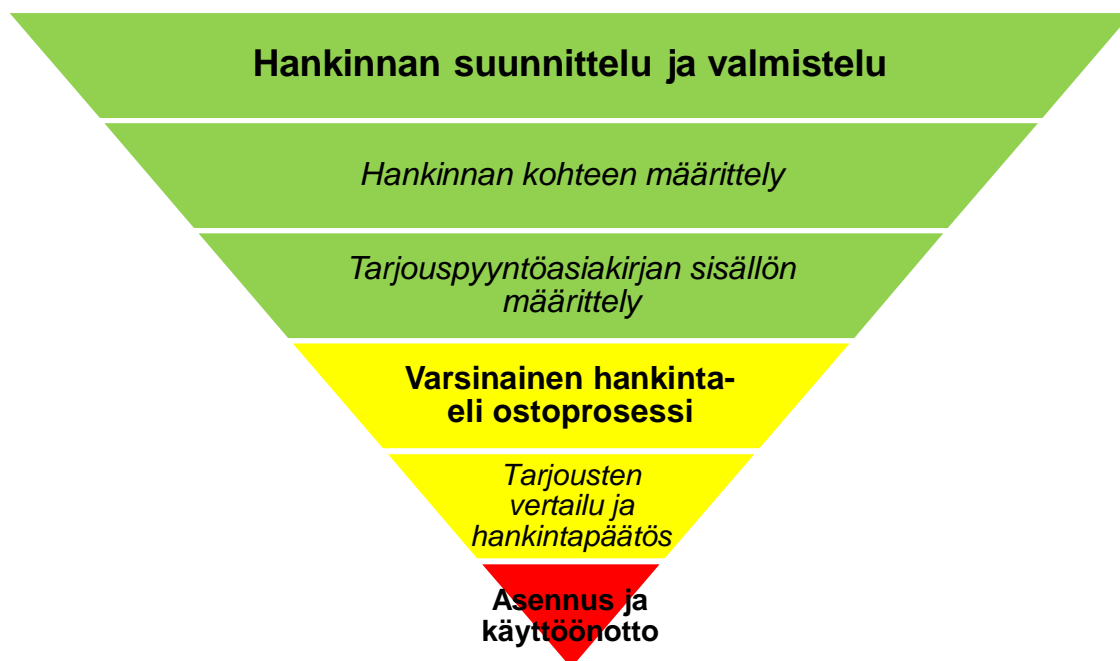 Hankinnan suunnittelu ja valmistelu
Hankinnan kohteen määrittely
Tarjouspyyntöasiakirjan sisällön
määrittely
Varsinainen hankinta-
eli ostoprosessi
Tarjousten
vertailu ja
hankintapäätös
Asennus ja
käyttöönotto